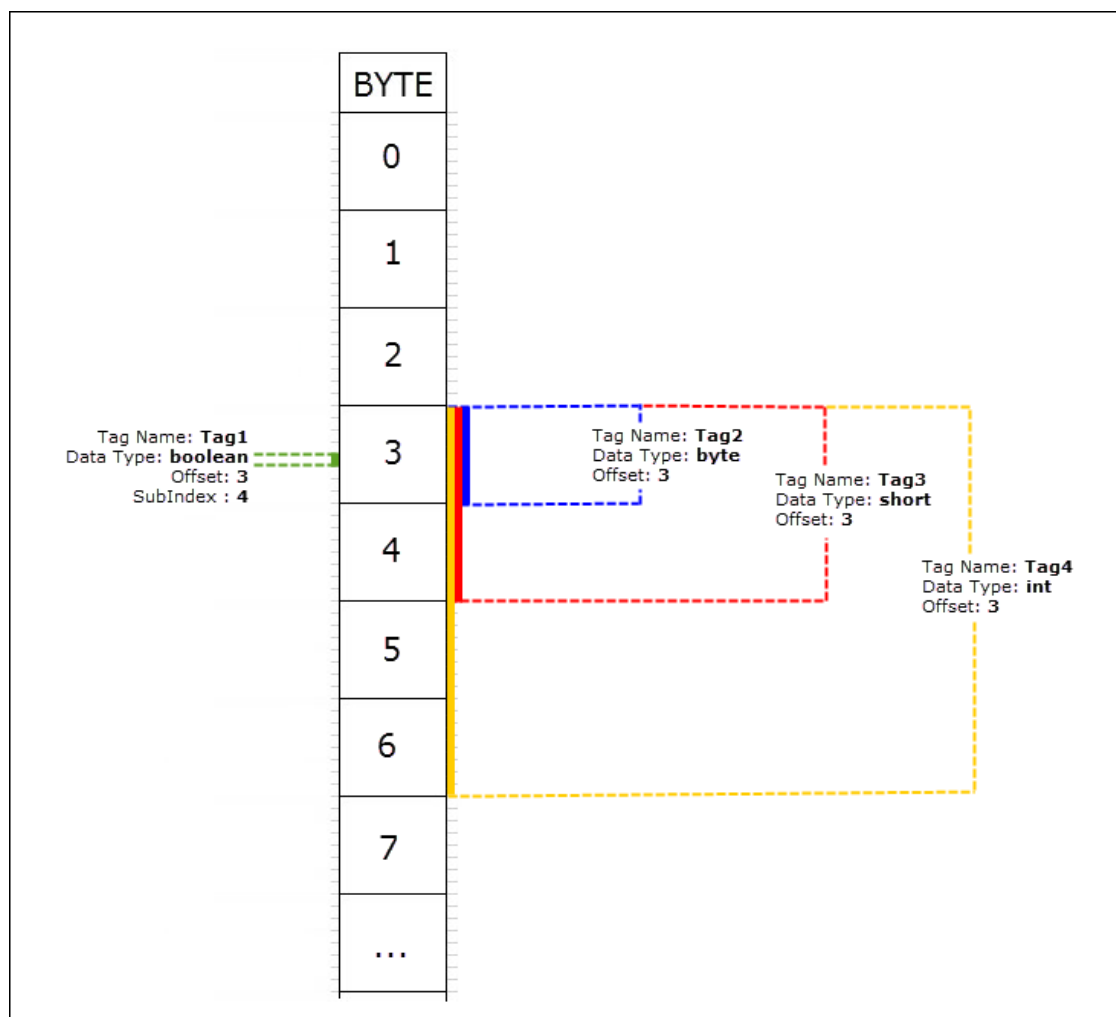 BYTE
0
1
2
3
4
5
6
7
...
Tag Name: Tag1
Data Type: boolean
Offset: 3
SubIndex : 4
Tag Name: Tag2
Data Type: byte
Offset: 3
Tag Name: Tag3
Data Type: short
Offset: 3
Tag Name: Tag4
Data Type: int
Offset: 3